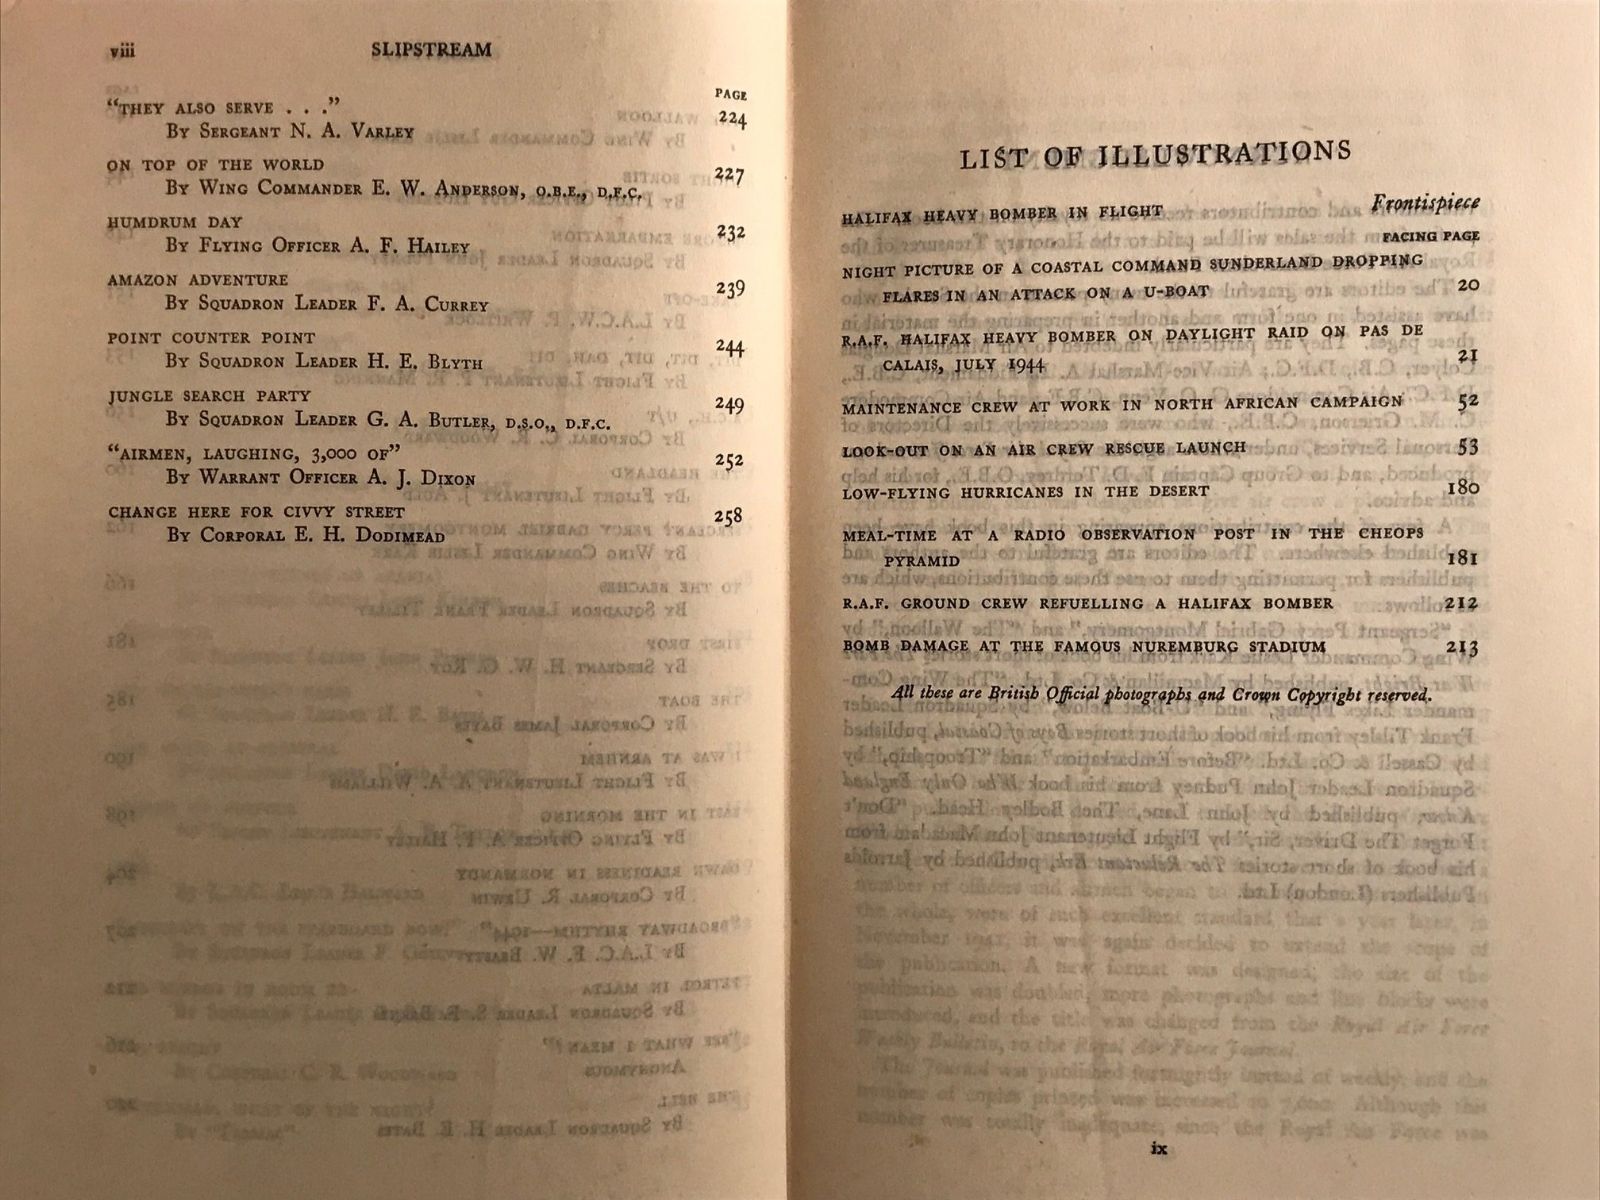 viii
SLIPSTREAM
PAGE
“THEY ALSO SERVE . . .” 224
By Sergeant N. A. Varley
ON TOP OF THE WORLD 227
By Wing Commander E. W. Anderson, O.B.E., D.F.C.
HUMDRUM DAY 232
By Flying Officer A. F. Hailey
AMAZON ADVENTURE 239
By Squadron Leader F. A. Currey
POINT COUNTER POINT 244
By Squadron Leader H. E. Blyth
JUNGLE SEARCH PARTY 249
By Squadron Leader G. A. Butler, D.S.O., D.F.C.
“AIRMEN, LAUGHING, 3,000 OF” 252
By Warrant Officer A. J. Dixon
CHANGE HERE FOR CIVVY STREET 258
By Corporal E. H. Dodimead
LIST OF ILLUSTRATIONS
HALIFAX HEAVY BOMBER IN FLIGHT Frontispiece
FACING PAGE
NIGHT PICTURE OF A COASTAL COMMAND SUNDERLAND DROPPING
FLARES IN AN ATTACK ON A U-BOAT 20
R.A.F. HALIFAX HEAVY BOMBER ON DAYLIGHT RAID ON PAS DE
CALAIS, JULY 1944 21
MAINTENANCE CREW AT WORK IN NORTH AFRICAN CAMPAIGN 52
LOOK-OUT ON AN AIR CREW RESCUE LAUNCH 53
LOW-FLYING HURRICANES IN THE DESERT 180
MEAL-TIME AT A RADIO OBSERVATION POST IN THE CHEOPS
PYRAMID 181
R.A.F. GROUND CREW REFUELLING A HALIFAX BOMBER 212
BOMB DAMAGE AT THE FAMOUS NUREMBURG STADIUM 213
All these are British Official photographs and Crown Copyright reserved.
ix